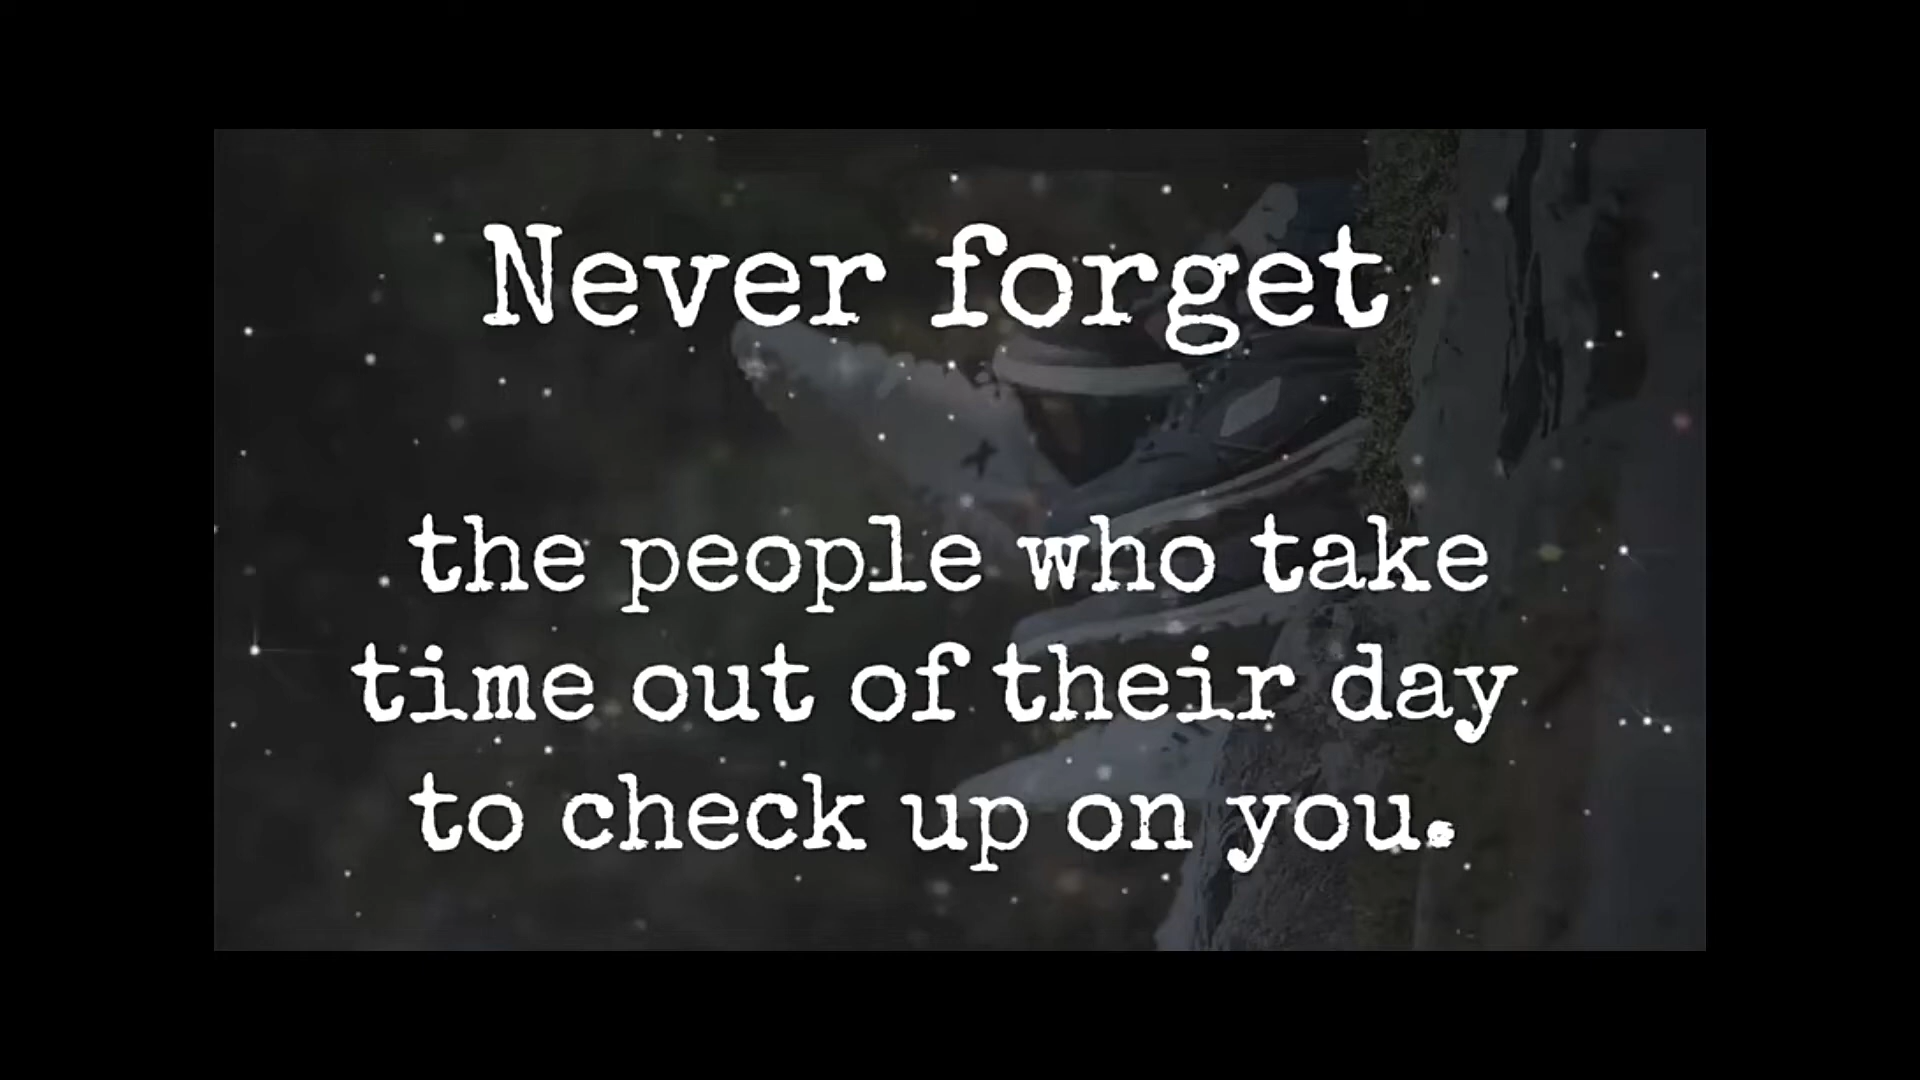 Never forget
the people who take
time out of their day
to check up on you.